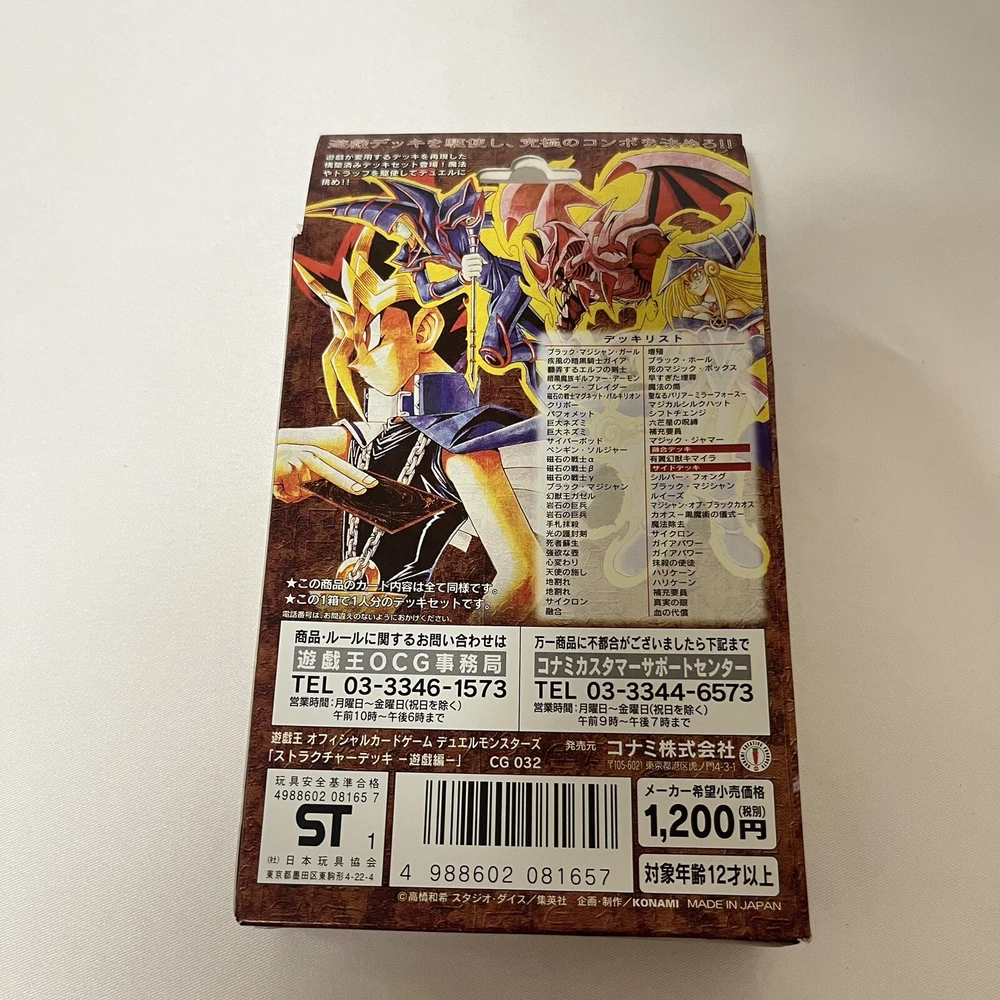 遊戯デッキを駆使し、究極のコンボを決めろ!!
遊戯が愛用するデッキを再現した
構築済みデッキセット登場!魔法
やトラップを駆使してデュエルに
挑め!!
デッキリスト
ブラック・マジシャン・ガール
疾風の暗黒騎士ガイア
翻弄するエルフの剣士
暗黒魔族ギルファー・デーモン
バスター・ブレイダー
磁石の戦士マグネット・バルキリオン
クリボー
バフォメット
巨大ネズミ
巨大ネズミ
サイバーポッド
ペンギン・ソルジャー
磁石の戦士α
磁石の戦士β
磁石の戦士γ
ブラック・マジシャン
幻獣王ガゼル
岩石の巨兵
岩石の巨兵
手札抹殺
光の護封剣
死者蘇生
強欲な壺
心変わり
天使の施し
地割れ
地割れ
サイクロン
融合
増殖
ブラック・ホール
死のマジック・ボックス
早すぎた埋葬
魔法の筒
聖なるバリアーミラーフォースー
マジカルシルクハット
シフトチェンジ
六芒星の呪縛
補充要員
マジック・ジャマー
融合デッキ
有翼幻獣キマイラ
サイドデッキ
シルバー・フォング
ブラック・マジシャン
ルイーズ
マジシャン・オブ・ブラックカオス
カオスー黒魔術の儀式ー
魔法除去
サイクロン
ガイアパワー
ガイアパワー
抹殺の使徒
ハリケーン
ハリケーン
補充要員
真実の眼
血の代償
★この商品のカード内容は全て同様です。
★この1箱で1人分のデッキセットです。
電話番号は、お間違えのないようにおかけください。
商品・ルールに関するお問い合わせは
遊戯王OCG事務局
TEL 03-3346-1573
営業時間:月曜日〜金曜日(祝日を除く)
午前10時〜午後6時まで
万一商品に不都合がございましたら下記まで
コナミカスタマーサポートセンター
TEL 03-3344-6573
営業時間:月曜日〜金曜日(祝日を除く)
午前9時〜午後7時まで
遊戯王 オフィシャルカードゲーム デュエルモンスターズ
「ストラクチャーデッキ ー遊戯編ー」 CG 032
発売元 コナミ株式会社
〒105-6021 東京都港区虎ノ門4-3-1
玩具安全基準合格
4988602 08165 7
ST 1
(社)日本玩具協会
東京都墨田区東駒形4-22-4
4 988602 081657
メーカー希望小売価格
1,200円(税別)
対象年齢12才以上
©高橋和希 スタジオ・ダイス/集英社 企画・制作/KONAMI MADE IN JAPAN